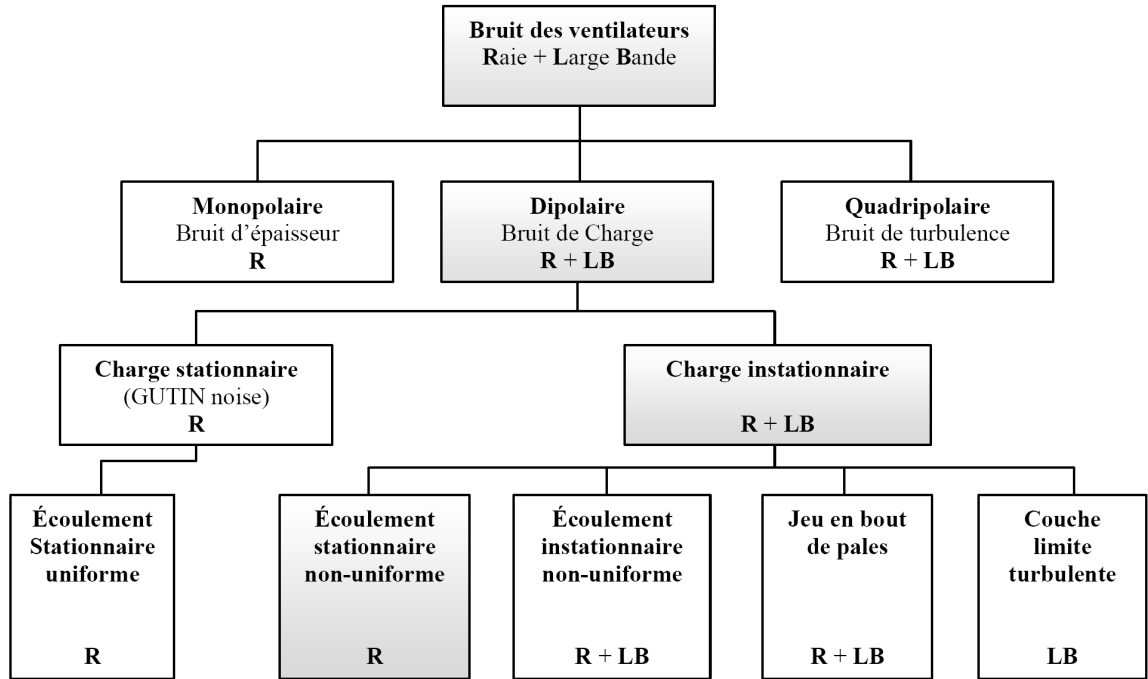 Bruit des ventilateurs
Raie + Large Bande
Monopolaire
Bruit d'épaisseur
R
Dipolaire
Bruit de Charge
R + LB
Quadripolaire
Bruit de turbulence
R + LB
Charge stationnaire
(GUTIN noise)
R
Charge instationnaire
R + LB
Écoulement
Stationnaire
uniforme
R
Écoulement
stationnaire
non-uniforme
R
Écoulement
instationnaire
non-uniforme
R + LB
Jeu en bout
de pales
R + LB
Couche
limite
turbulente
LB